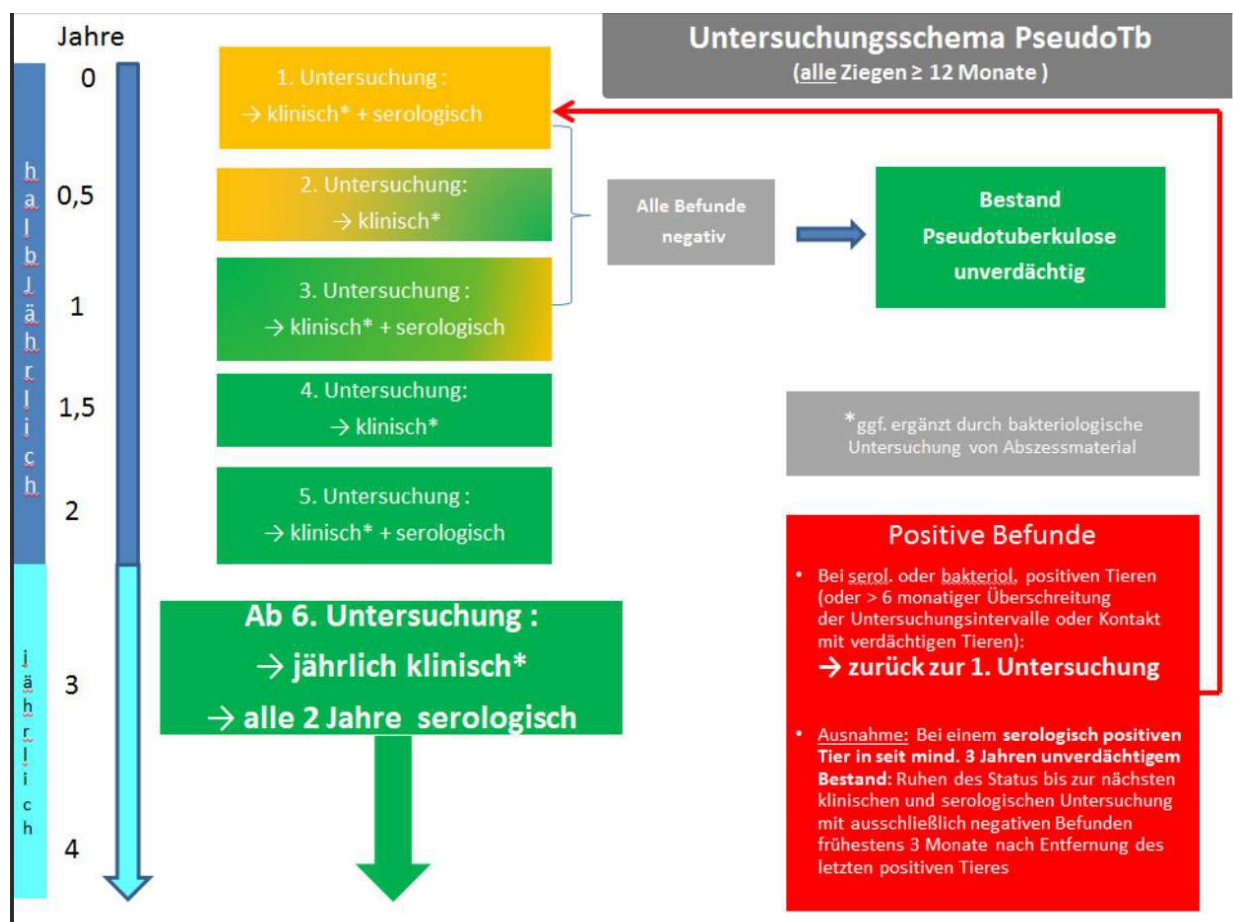 Jahre
Untersuchungsschema PseudoTb
(alle Ziegen ≥ 12 Monate )
halbJährlich
jährlich
0
0,5
1
1,5
2
3
4
1. Untersuchung :
→ klinisch* + serologisch
2. Untersuchung:
→ klinisch*
3. Untersuchung :
→ klinisch* + serologisch
4. Untersuchung:
→ klinisch*
5. Untersuchung :
→ klinisch* + serologisch
Ab 6. Untersuchung :
→ jährlich klinisch*
→ alle 2 Jahre serologisch
Alle Befunde
negativ
Bestand
Pseudotuberkulose
unverdächtig
*ggf. ergänzt durch bakteriologische
Untersuchung von Abszessmaterial
Positive Befunde
• Bei serol. oder bakteriol. positiven Tieren
(oder > 6 monatiger Überschreitung
der Untersuchungsintervalle oder Kontakt
mit verdächtigen Tieren):
→ zurück zur 1. Untersuchung
• Ausnahme: Bei einem serologisch positiven
Tier in seit mind. 3 Jahren unverdächtigem
Bestand: Ruhen des Status bis zur nächsten
klinischen und serologischen Untersuchung
mit ausschließlich negativen Befunden
frühestens 3 Monate nach Entfernung des
letzten positiven Tieres